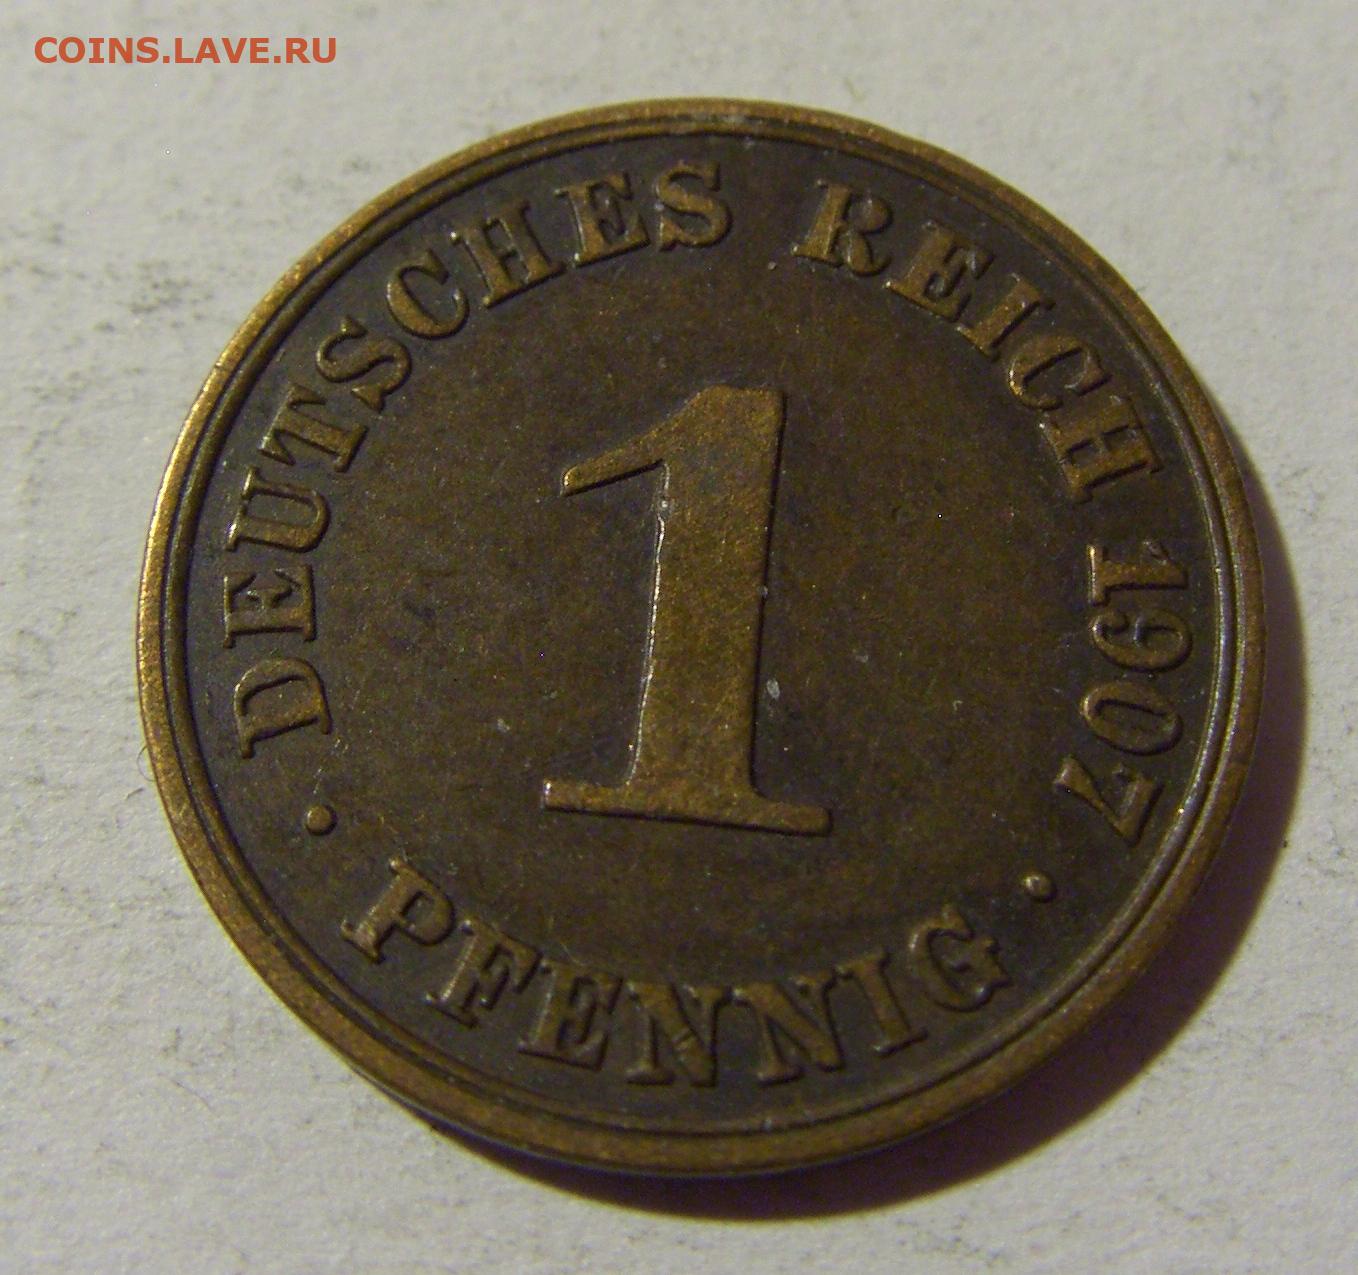 COINS.LAVE.RU
DEUTSCHES REICH 1907
1
· PFENNIG ·